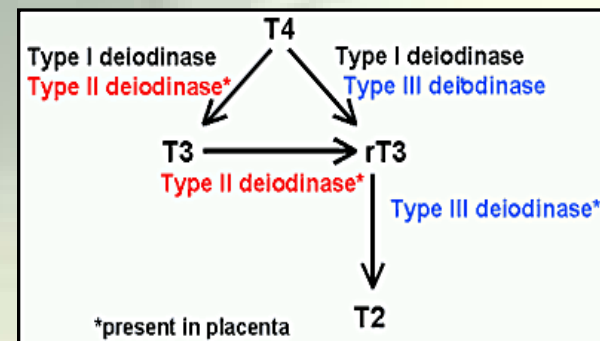 T4
Type I deiodinase
Type II deiodinase*
Type I deiodinase
Type III deiodinase
T3
rT3
Type II deiodinase*
Type III deiodinase*
T2
*present in placenta